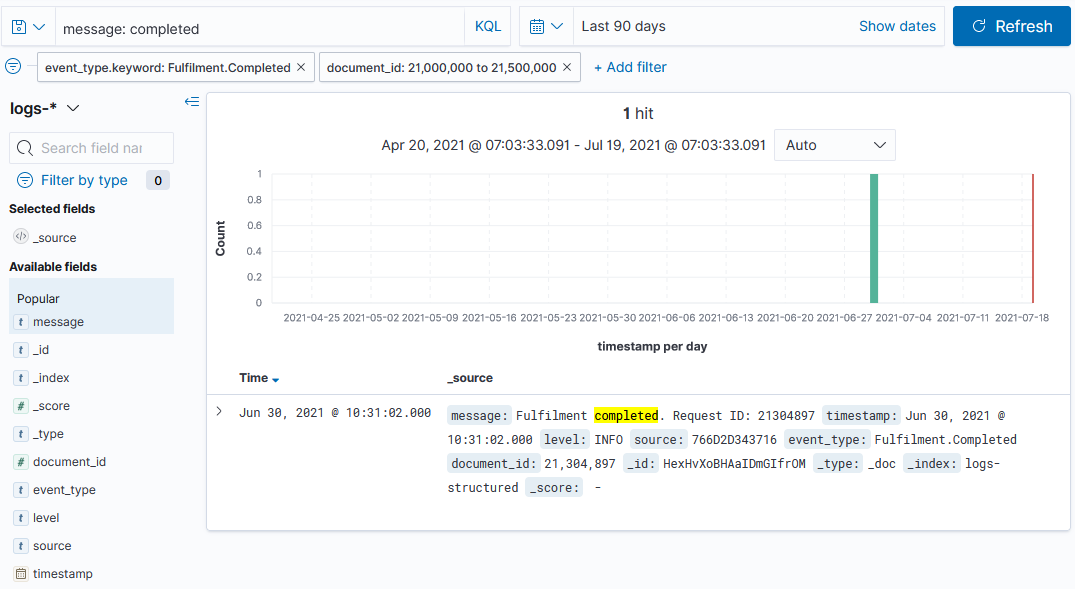 message: completed KQL Last 90 days Show dates Refresh
event_type.keyword: Fulfilment.Completed × document_id: 21,000,000 to 21,500,000 × + Add filter
logs-*
Search field nar
Filter by type 0
Selected fields
_source
Available fields
Popular
t message
t _id
t _index
# _score
t _type
# document_id
t event_type
t level
t source
timestamp
1 hit
Apr 20, 2021 @ 07:03:33.091 - Jul 19, 2021 @ 07:03:33.091 Auto
Count
1
0.8
0.6
0.4
0.2
0
2021-04-25 2021-05-02 2021-05-09 2021-05-16 2021-05-23 2021-05-30 2021-06-06 2021-06-13 2021-06-20 2021-06-27 2021-07-04 2021-07-11 2021-07-18
timestamp per day
Time _source
Jun 30, 2021 @ 10:31:02.000 message: Fulfilment completed. Request ID: 21304897 timestamp: Jun 30, 2021 @
10:31:02.000 level: INFO source: 766D2D343716 event_type: Fulfilment.Completed
document_id: 21,304,897 _id: HexHvXoBHAaIDmGIfrOM _type: _doc _index: logs-
structured _score: -